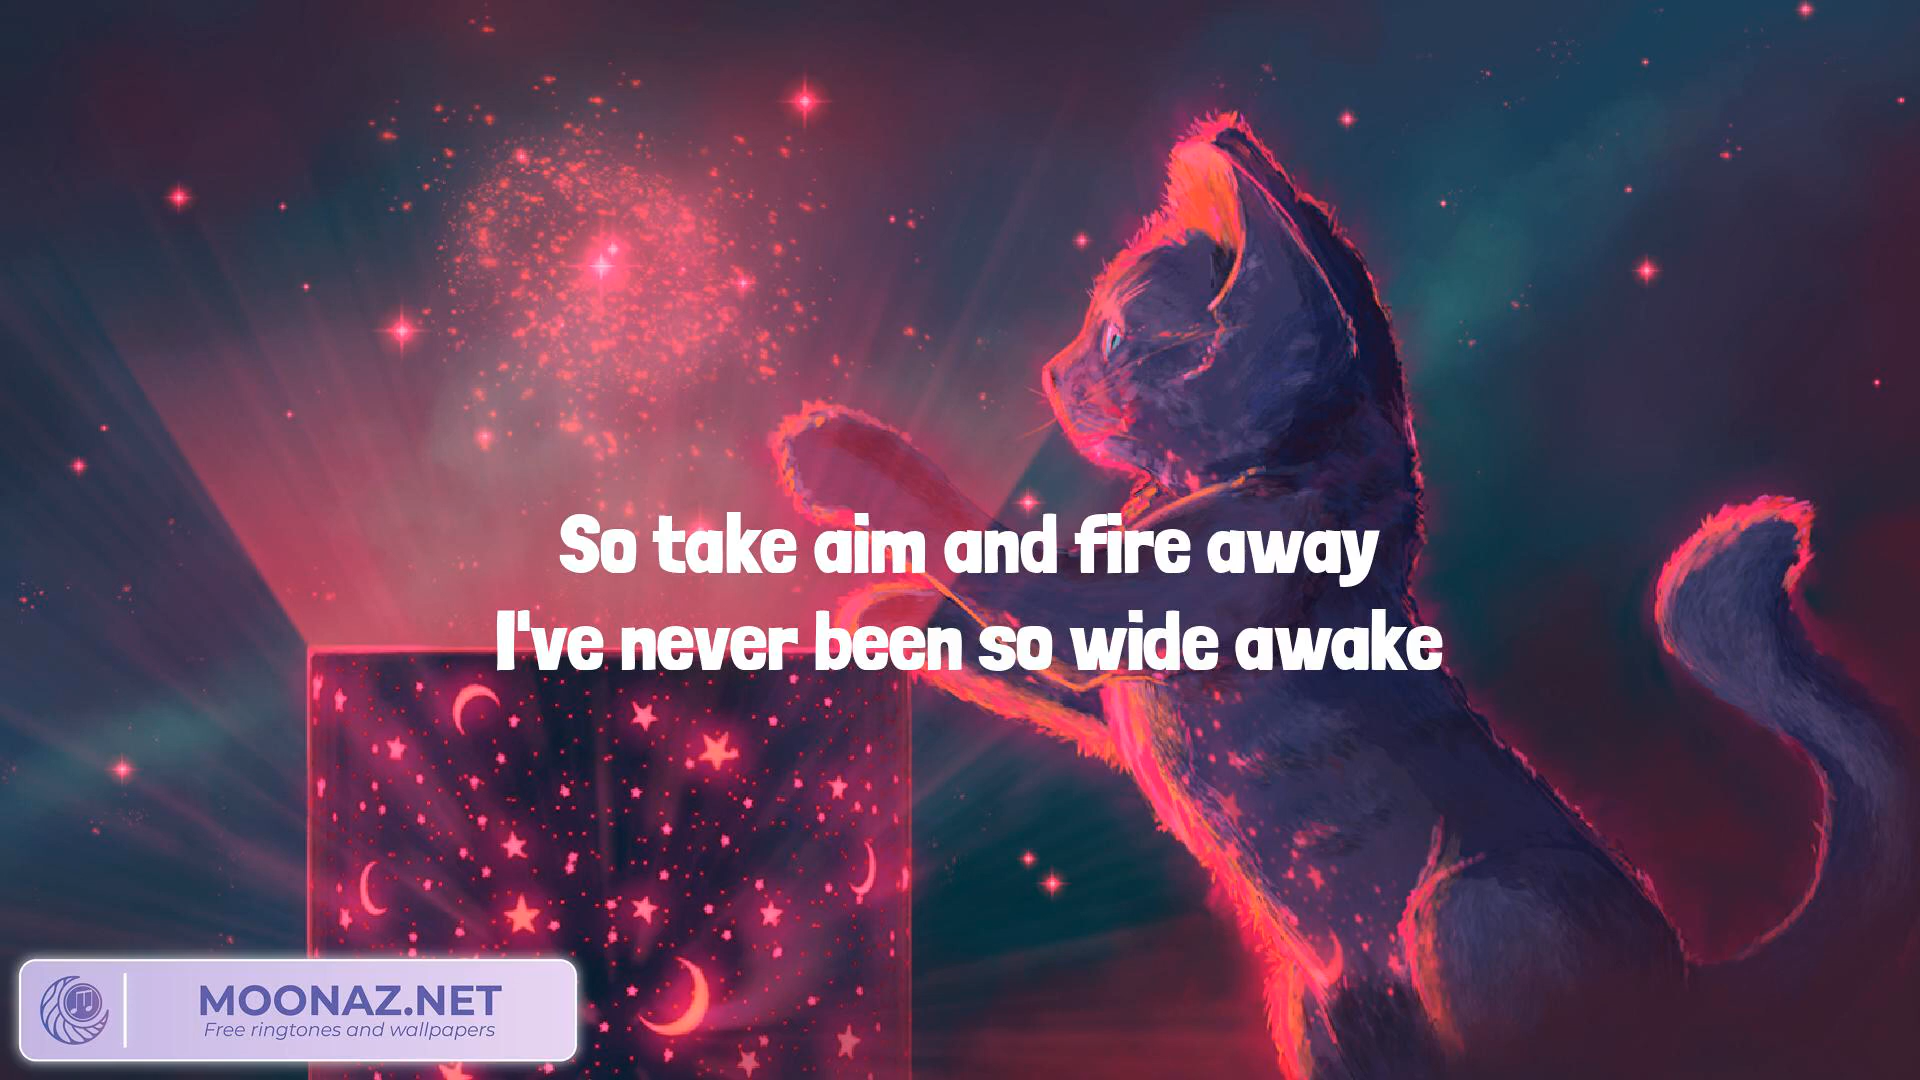 So take aim and fire away
I've never been so wide awake
MOONAZ.NET
Free ringtones and wallpapers